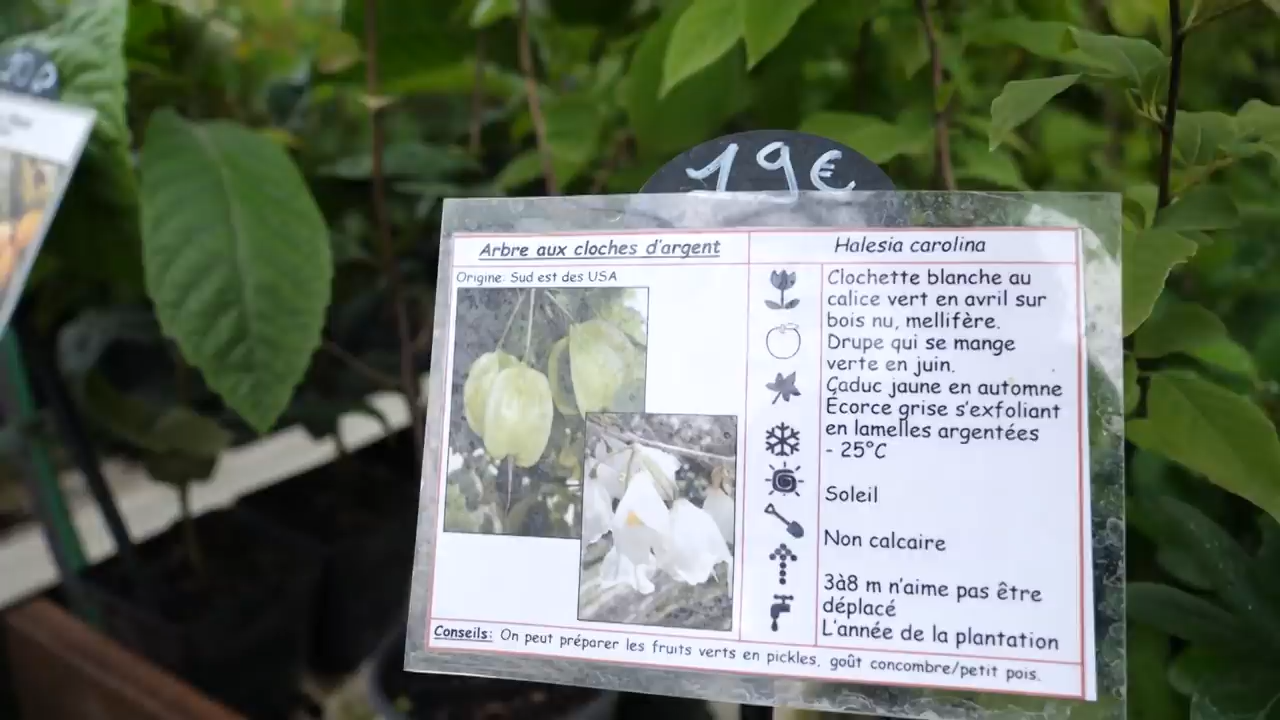 19€
Arbre aux cloches d'argent
Halesia carolina
Origine: Sud est des USA
Clochette blanche au
calice vert en avril sur
bois nu, mellifère.
Drupe qui se mange
verte en juin.
Çaduc jaune en automne
Écorce grise s'exfoliant
en lamelles argentées
- 25°C
Soleil
Non calcaire
3à8 m n'aime pas être
déplacé
L'année de la plantation
Conseils: On peut préparer les fruits verts en pickles, goût concombre/petit pois.